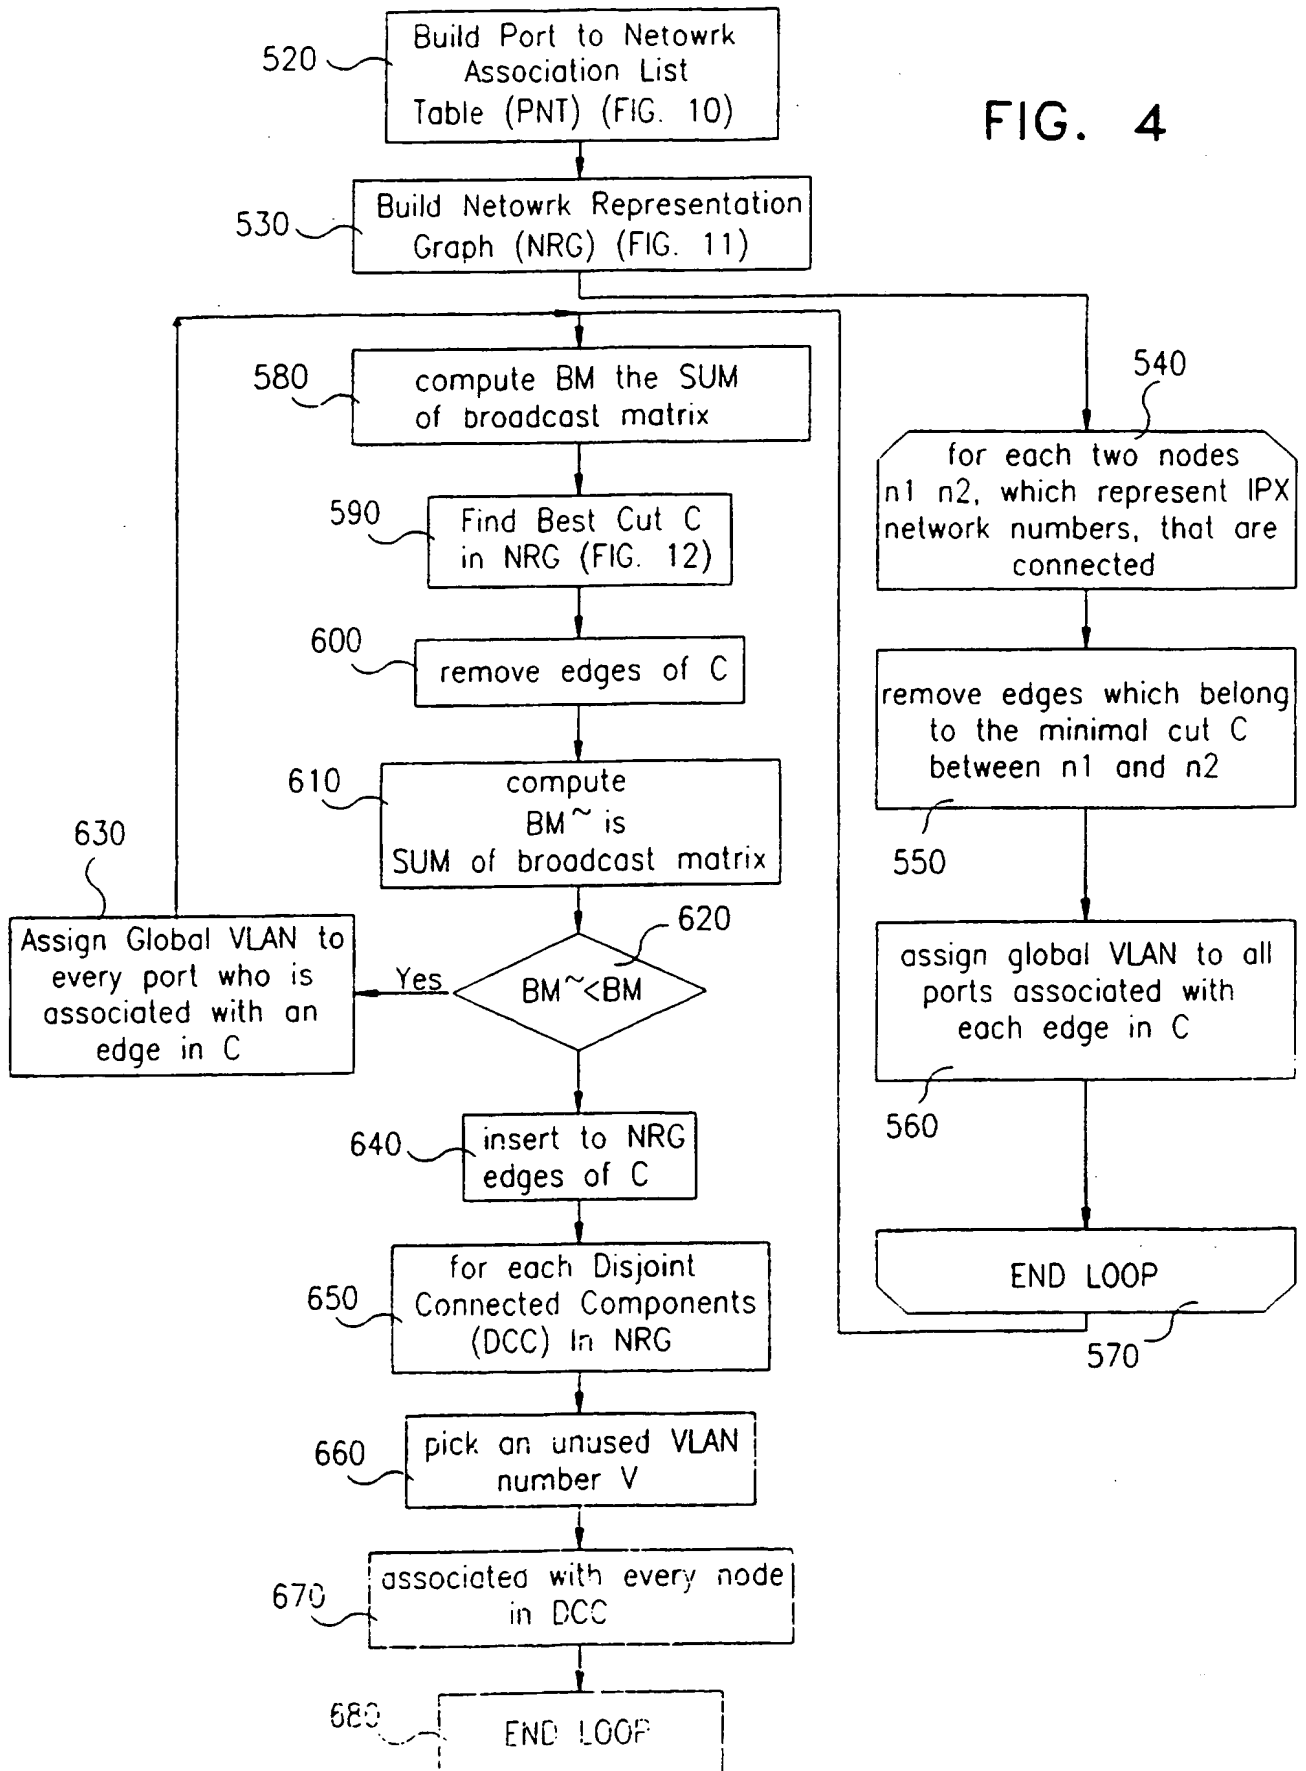 FIG. 4
520
Build Port to Netowrk
Association List
Table (PNT) (FIG. 10)
530
Build Netowrk Representation
Graph (NRG) (FIG. 11)
540
for each two nodes
n1 n2, which represent IPX
network numbers, that are
connected
remove edges which belong
to the minimal cut C
between n1 and n2
550
assign global VLAN to all
ports associated with
each edge in C
560
END LOOP
570
580
compute BM the SUM
of broadcast matrix
590
Find Best Cut C
in NRG (FIG. 12)
600
remove edges of C
610
compute
BM~ is
SUM of broadcast matrix
620
BM~<BM
Yes
630
Assign Global VLAN to
every port who is
associated with an
edge in C
640
insert to NRG
edges of C
650
for each Disjoint
Connected Components
(DCC) In NRG
660
pick an unused VLAN
number V
670
associated with every node
in DCC
680
END LOOP